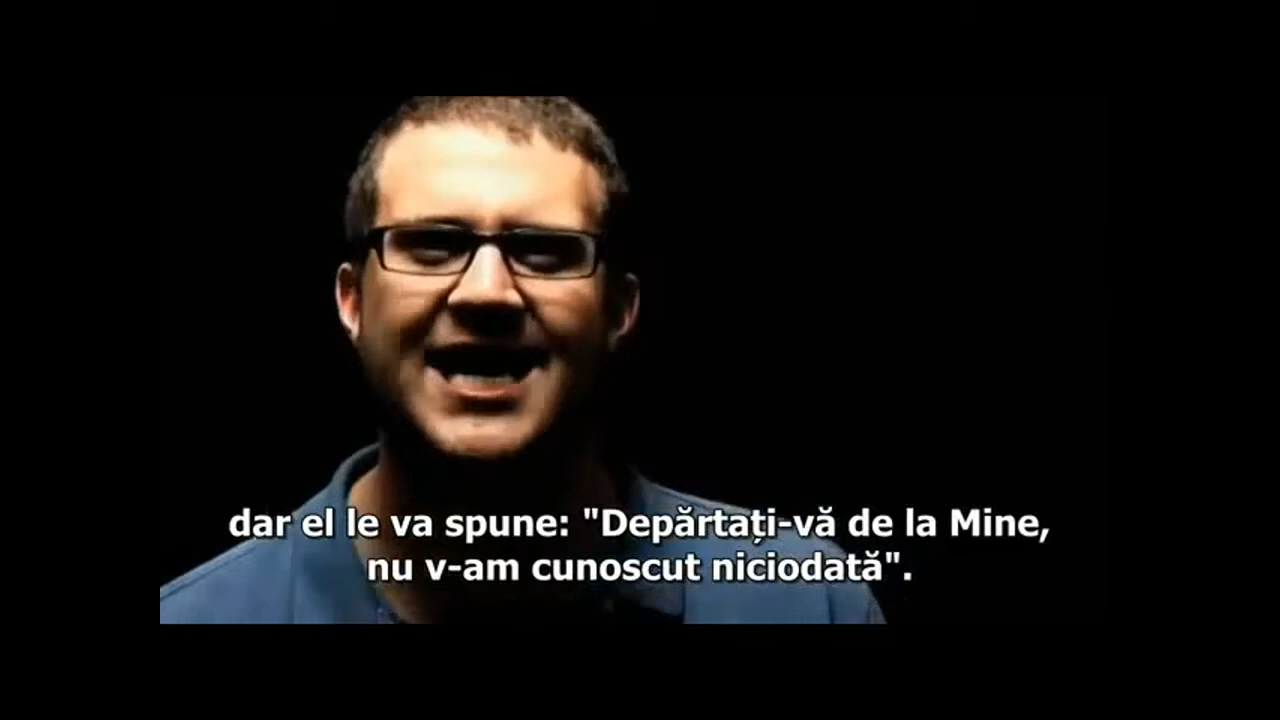 dar el le va spune: "Depărtați-vă de la Mine,
nu v-am cunoscut niciodată".